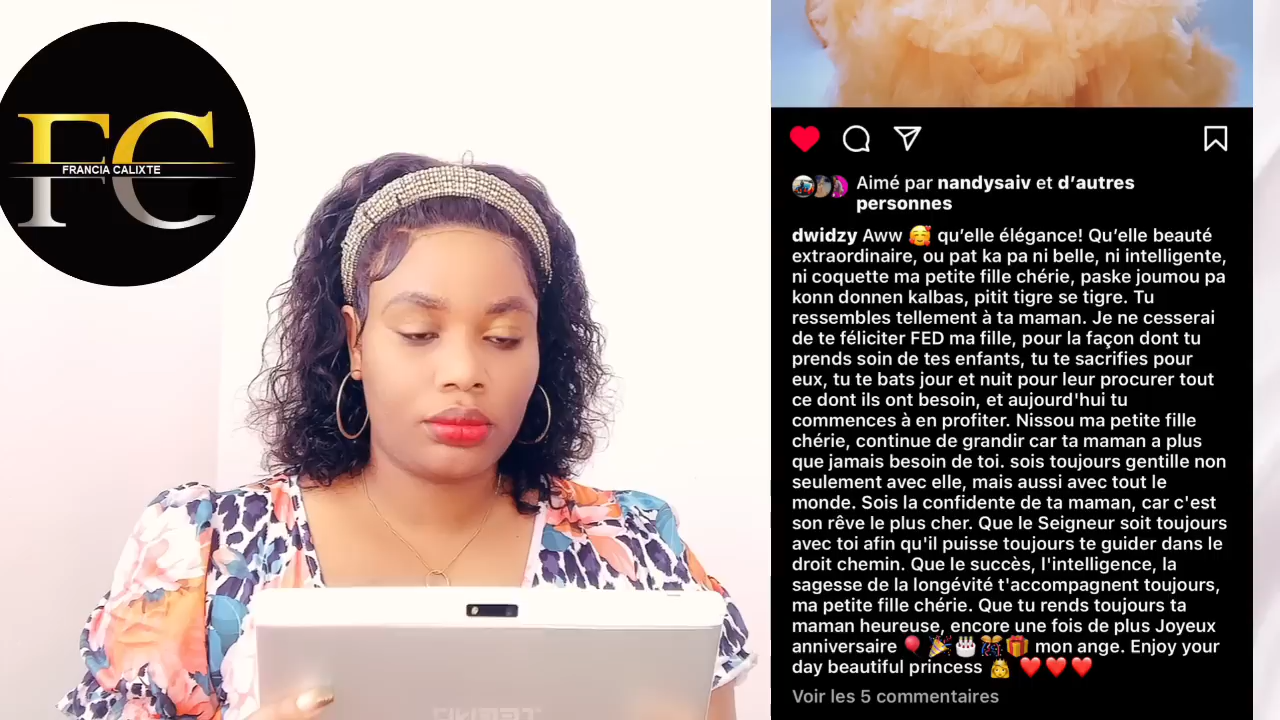 FC
FRANCIA CALIXTE
Aimé par nandysaiv et d’autres
personnes
dwidzy Aww 🥰 qu’elle élégance! Qu’elle beauté
extraordinaire, ou pat ka pa ni belle, ni intelligente,
ni coquette ma petite fille chérie, paske joumou pa
konn donnen kalbas, pitit tigre se tigre. Tu
ressembles tellement à ta maman. Je ne cesserai
de te féliciter FED ma fille, pour la façon dont tu
prends soin de tes enfants, tu te sacrifies pour
eux, tu te bats jour et nuit pour leur procurer tout
ce dont ils ont besoin, et aujourd'hui tu
commences à en profiter. Nissou ma petite fille
chérie, continue de grandir car ta maman a plus
que jamais besoin de toi. sois toujours gentille non
seulement avec elle, mais aussi avec tout le
monde. Sois la confidente de ta maman, car c'est
son rêve le plus cher. Que le Seigneur soit toujours
avec toi afin qu'il puisse toujours te guider dans le
droit chemin. Que le succès, l'intelligence, la
sagesse de la longévité t'accompagnent toujours,
ma petite fille chérie. Que tu rends toujours ta
maman heureuse, encore une fois de plus Joyeux
anniversaire 🎈🎉🎂🎊🎁 mon ange. Enjoy your
day beautiful princess 👸 ❤️❤️❤️
Voir les 5 commentaires